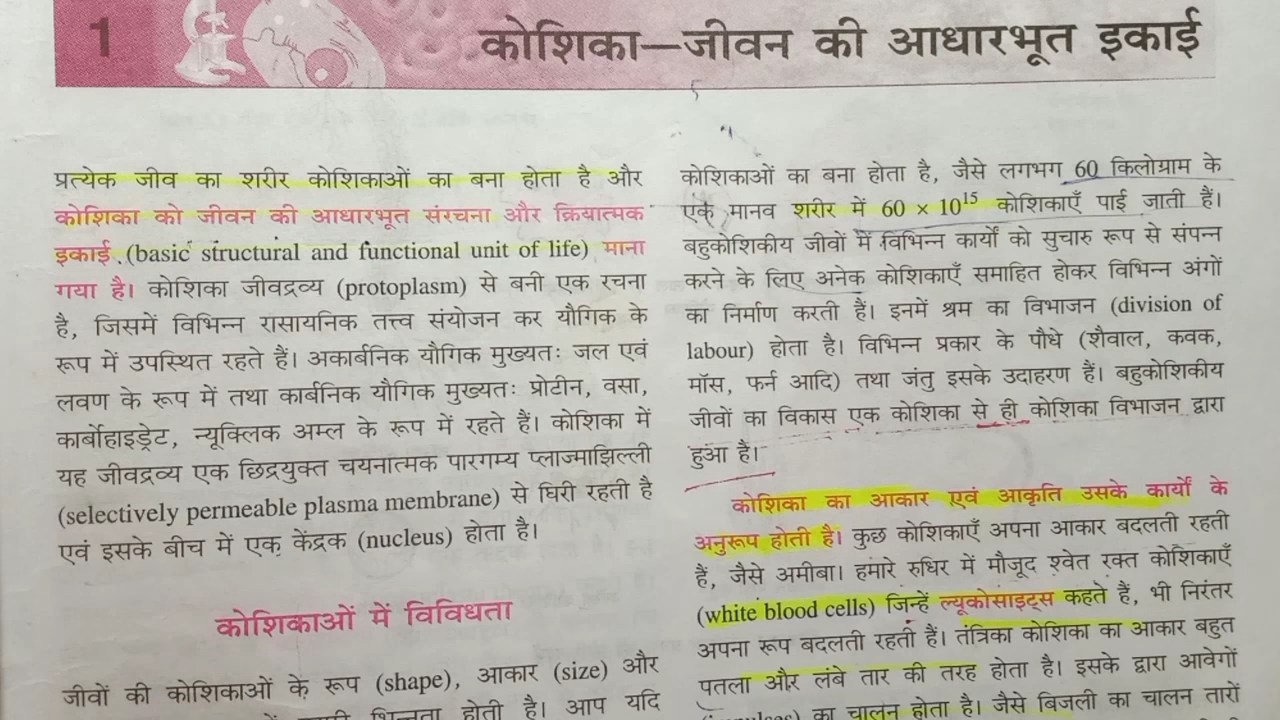 1
कोशिका—जीवन की आधारभूत इकाई
प्रत्येक जीव का शरीर कोशिकाओं का बना होता है और
कोशिका को जीवन की आधारभूत संरचना और क्रियात्मक
इकाई (basic structural and functional unit of life) माना
गया है। कोशिका जीवद्रव्य (protoplasm) से बनी एक रचना
है, जिसमें विभिन्न रासायनिक तत्त्व संयोजन कर यौगिक के
रूप में उपस्थित रहते हैं। अकार्बनिक यौगिक मुख्यतः जल एवं
लवण के रूप में तथा कार्बनिक यौगिक मुख्यतः प्रोटीन, वसा,
कार्बोहाइड्रेट, न्यूक्लिक अम्ल के रूप में रहते हैं। कोशिका में
यह जीवद्रव्य एक छिद्रयुक्त चयनात्मक पारगम्य प्लाज्माझिल्ली
(selectively permeable plasma membrane) से घिरी रहती है
एवं इसके बीच में एक केंद्रक (nucleus) होता है।
कोशिकाओं में विविधता
जीवों की कोशिकाओं के रूप (shape), आकार (size) और
भिन्नता होती है। आप यदि
कोशिकाओं का बना होता है, जैसे लगभग 60 किलोग्राम के
एक मानव शरीर में 60 × 10¹⁵ कोशिकाएँ पाई जाती हैं।
बहुकोशिकीय जीवों में विभिन्न कार्यों को सुचारु रूप से संपन्न
करने के लिए अनेक कोशिकाएँ समाहित होकर विभिन्न अंगों
का निर्माण करती हैं। इनमें श्रम का विभाजन (division of
labour) होता है। विभिन्न प्रकार के पौधे (शैवाल, कवक,
मॉस, फर्न आदि) तथा जंतु इसके उदाहरण हैं। बहुकोशिकीय
जीवों का विकास एक कोशिका से ही कोशिका विभाजन द्वारा
हुआ है।
कोशिका का आकार एवं आकृति उसके कार्यों के
अनुरूप होती है। कुछ कोशिकाएँ अपना आकार बदलती रहती
हैं, जैसे अमीबा। हमारे रुधिर में मौजूद श्वेत रक्त कोशिकाएँ
(white blood cells) जिन्हें ल्यूकोसाइट्स कहते हैं, भी निरंतर
अपना रूप बदलती रहती हैं। तंत्रिका कोशिका का आकार बहुत
पतला और लंबे तार की तरह होता है। इसके द्वारा आवेगों
का चालन होता है। जैसे बिजली का चालन तारों